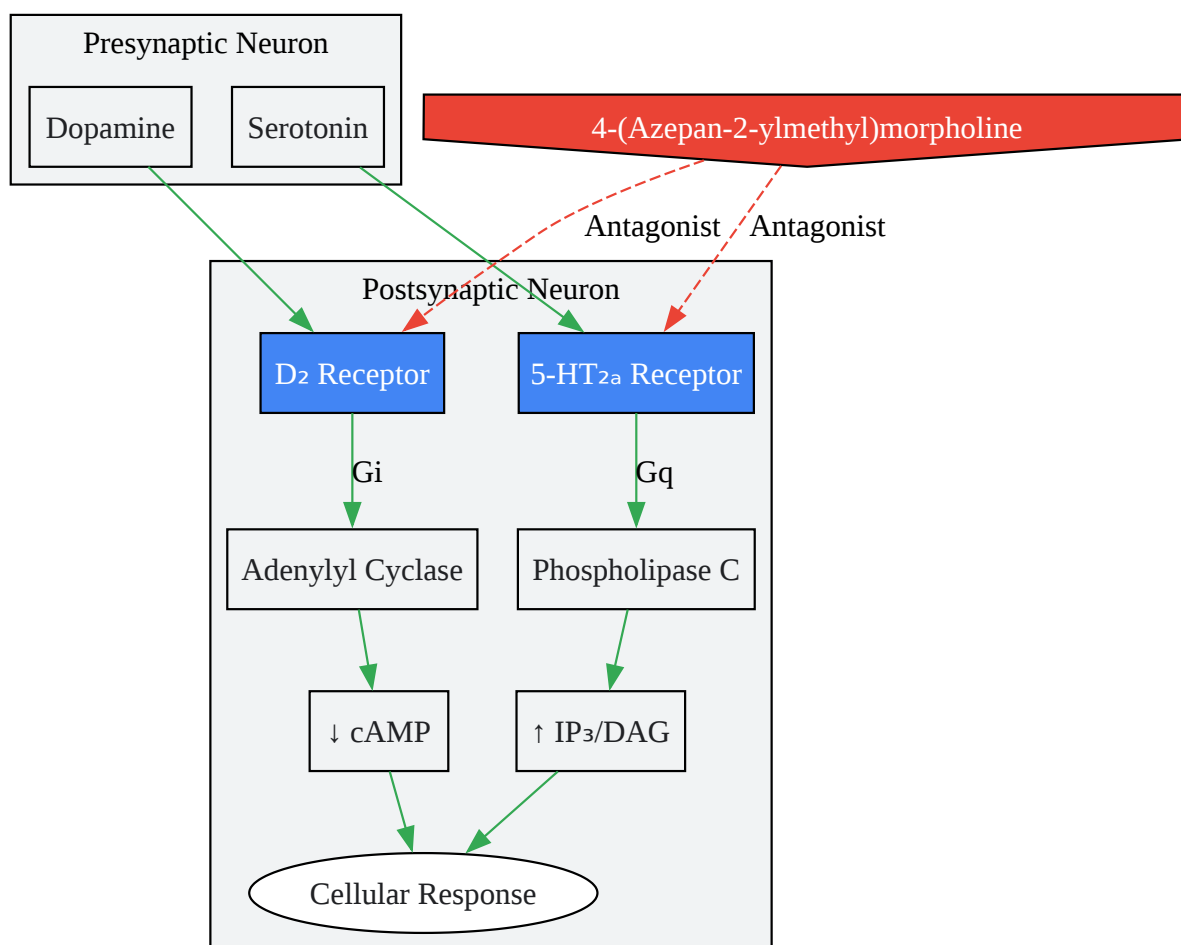 Presynaptic Neuron
Dopamine
Serotonin
4-(Azepan-2-ylmethyl)morpholine
Antagonist
Antagonist
Postsynaptic Neuron
D₂ Receptor
5-HT₂ₐ Receptor
Gi
Gq
Adenylyl Cyclase
Phospholipase C
↓ cAMP
↑ IP₃/DAG
Cellular Response